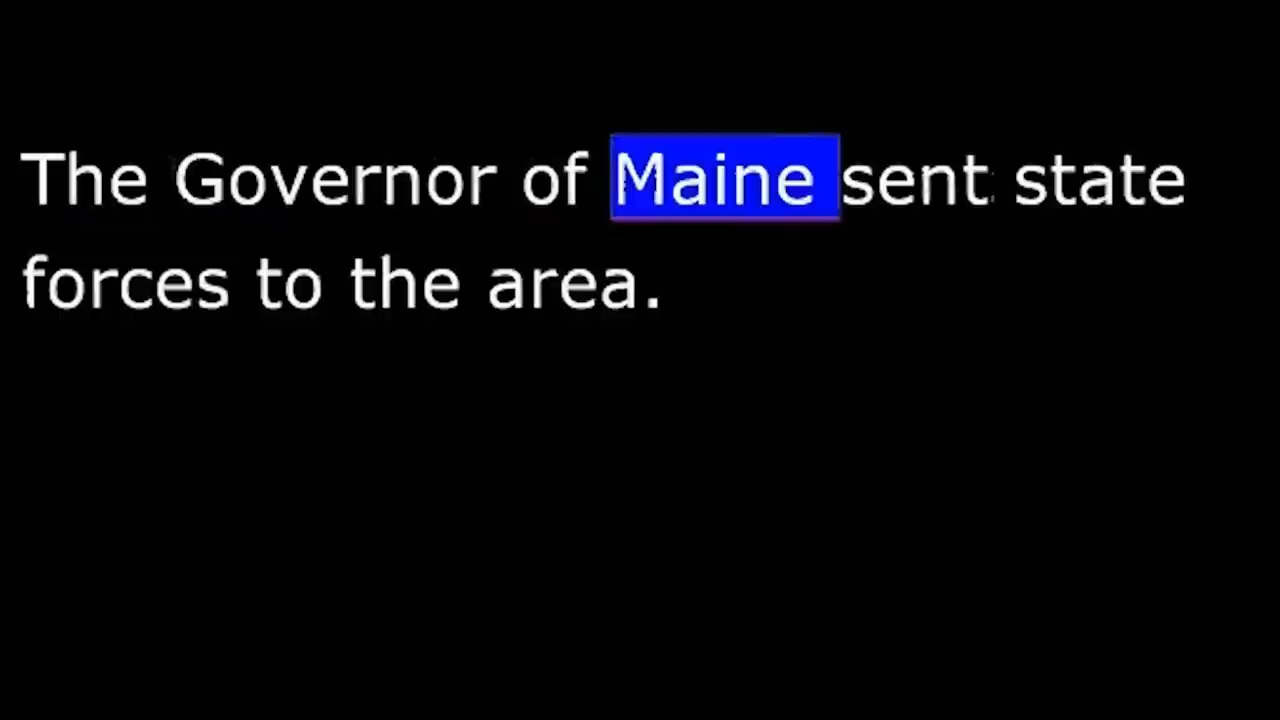 The Governor of Maine sent state
forces to the area.